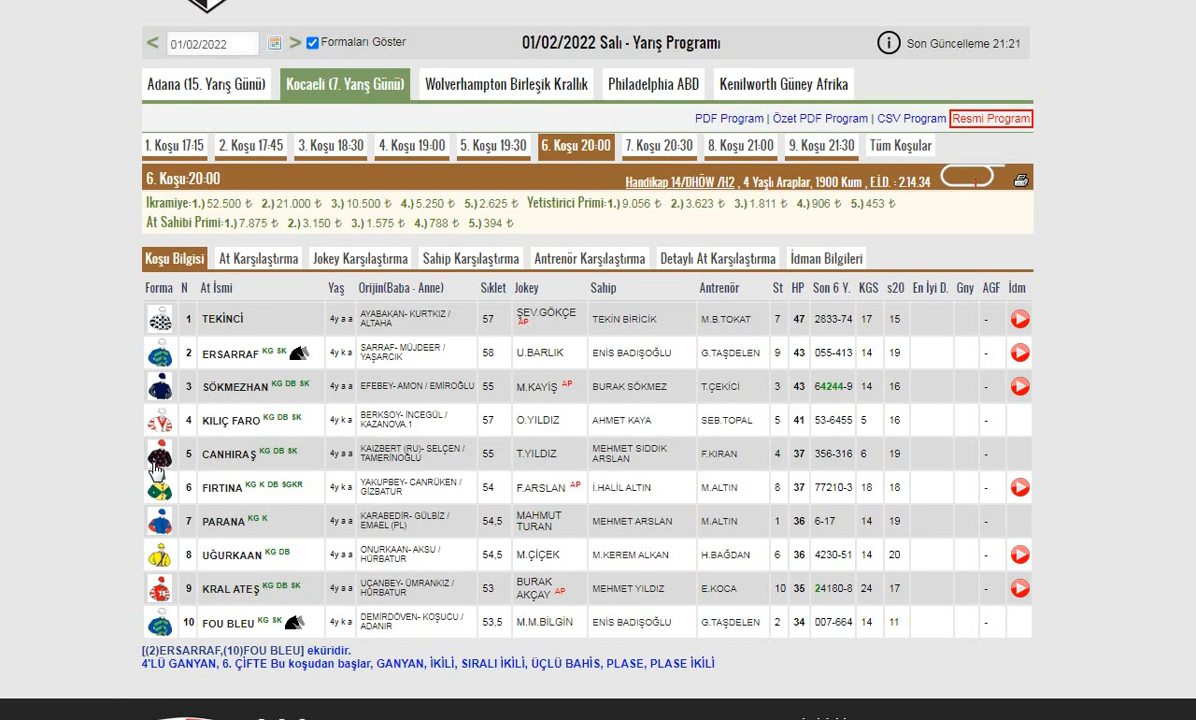 01/02/2022
Formaları Göster
01/02/2022 Salı - Yarış Programı
Son Güncelleme 21:21
Adana (15. Yarış Günü) Kocaeli (7. Yarış Günü) Wolverhampton Birleşik Krallık Philadelphia ABD Kenilworth Güney Afrika
PDF Program | Özet PDF Program | CSV Program Resmi Program
1. Koşu 17:15 2. Koşu 17:45 3. Koşu 18:30 4. Koşu 19:00 5. Koşu 19:30 6. Koşu 20:00 7. Koşu 20:30 8. Koşu 21:00 9. Koşu 21:30 Tüm Koşular
6. Koşu:20:00 Handikap 14/DHÖW /H2 , 4 Yaşlı Araplar, 1900 Kum , E.İ.D. : 2.14.34
Ikramiye: 1.) 52.500 ₺ 2.) 21.000 ₺ 3.) 10.500 ₺ 4.) 5.250 ₺ 5.) 2.625 ₺ Yetistirici Primi: 1.) 9.056 ₺ 2.) 3.623 ₺ 3.) 1.811 ₺ 4.) 906 ₺ 5.) 453 ₺
At Sahibi Primi: 1.) 7.875 ₺ 2.) 3.150 ₺ 3.) 1.575 ₺ 4.) 788 ₺ 5.) 394 ₺
Koşu Bilgisi At Karşılaştırma Jokey Karşılaştırma Sahip Karşılaştırma Antrenör Karşılaştırma Detaylı At Karşılaştırma İdman Bilgileri
Forma N At İsmi Yaş Orijin(Baba - Anne) Sıklet Jokey Sahip Antrenör St HP Son 6 Y. KGS s20 En İyi D. Gny AGF İdm
1 TEKİNCİ 4y a a AYABAKAN- KURTKIZ / ALTAHA 57 ŞEV.GÖKÇE AP TEKİN BİRİCİK M.B.TOKAT 7 47 2833-74 17 15 -
2 ERSARRAF KG SK 4y k a SARRAF- MÜJDEER / YAŞARCIK 58 U.BARLIK ENİS BADIŞOĞLU G.TAŞDELEN 9 43 055-413 14 19 -
3 SÖKMEZHAN KG DB SK 4y a a EFEBEY- AMON / EMİROĞLU 55 M.KAYİŞ AP BURAK SÖKMEZ T.ÇEKİCİ 3 43 64244-9 14 16 -
4 KILIÇ FARO KG DB SK 4y k a BERKSOY- İNCEGÜL / KAZANOVA.1 57 O.YILDIZ AHMET KAYA SEB.TOPAL 5 41 53-6455 5 16 -
5 CANHIRAŞ KG DB SK 4y a a KAIZBERT (RU)- SELÇEN / TAMERİNOĞLU 55 T.YILDIZ MEHMET SIDDIK ARSLAN F.KIRAN 4 37 356-316 6 19 -
6 FIRTINA KG K DB SGKR 4y k a YAKUPBEY- CANRÜKEN / GİZBATUR 54 F.ARSLAN AP İ.HALİL ALTIN M.ALTIN 8 37 77210-3 18 18 -
7 PARANA KG K 4y a a KARABEDİR- GÜLBİZ / EMAEL (PL) 54,5 MAHMUT TURAN MEHMET ARSLAN M.ALTIN 1 36 6-17 14 19 -
8 UĞURKAAN KG DB 4y a a ONURKAAN- AKSU / HÜRBATUR 54,5 M.ÇİÇEK M.KEREM ALKAN H.BAĞDAN 6 36 4230-51 14 20 -
9 KRAL ATEŞ KG DB SK 4y a a UÇANBEY- ÜMRANKIZ / HÜRBATUR 53 BURAK AKÇAY AP MEHMET YILDIZ E.KOCA 10 35 24180-8 24 17 -
10 FOU BLEU KG SK 4y k a DEMİRDÖVEN- KOŞUCU / ADANIR 53,5 M.M.BİLGİN ENİS BADIŞOĞLU G.TAŞDELEN 2 34 007-664 14 11 -
[(2)ERSARRAF,(10)FOU BLEU] eküridir.
4'LÜ GANYAN, 6. ÇİFTE Bu koşudan başlar, GANYAN, İKİLİ, SIRALI İKİLİ, ÜÇLÜ BAHİS, PLASE, PLASE İKİLİ